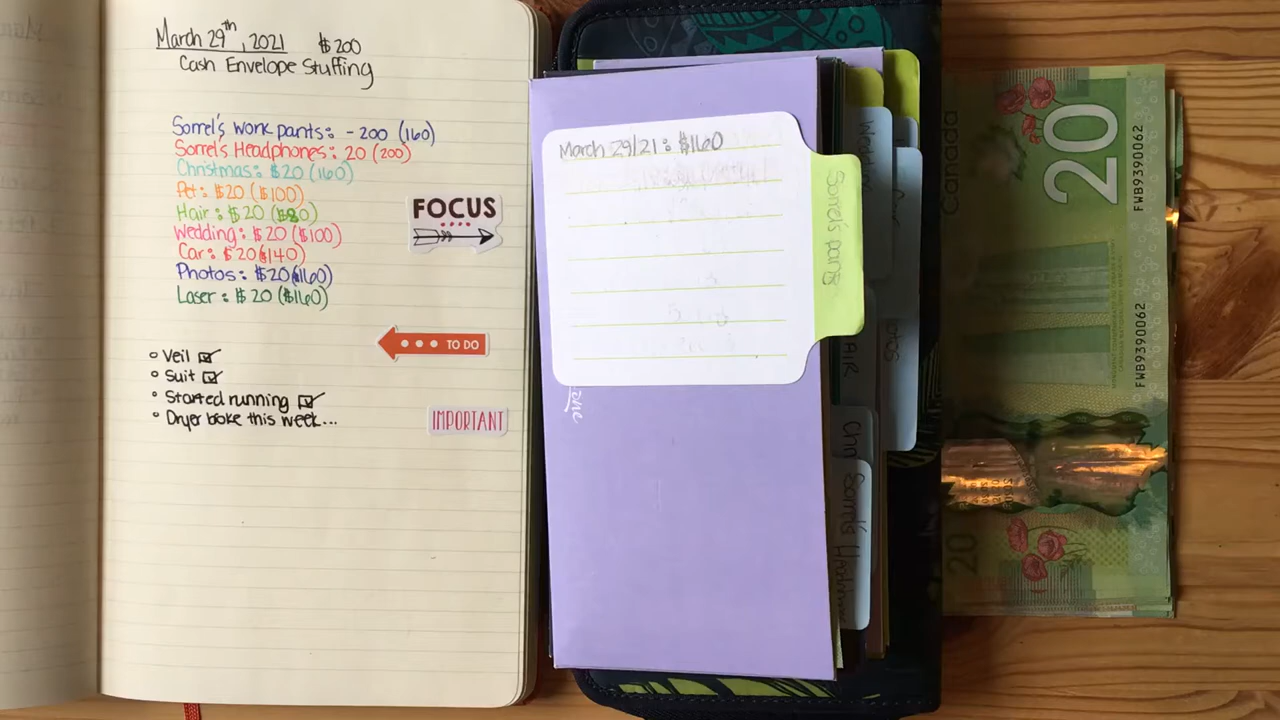 March 29th, 2021 $200
Cash Envelope Stuffing
Sorrel's work pants: -200 (160)
Sorrel's Headphones: 20 (200)
Christmas: $20 (160)
Pet: $20 ($100)
Hair: $20 ($80)
Wedding: $20 ($100)
Car: $20 ($140)
Photos: $20 ($160)
Laser: $20 ($160)
FOCUS
TO DO
Veil
Suit
Started running
Dryer boke this week...
IMPORTANT
March 29/21: $160
Sorrel's pants
HAIR
Sorrel's
Canada
20
FWB9390062
FWB9390062
20